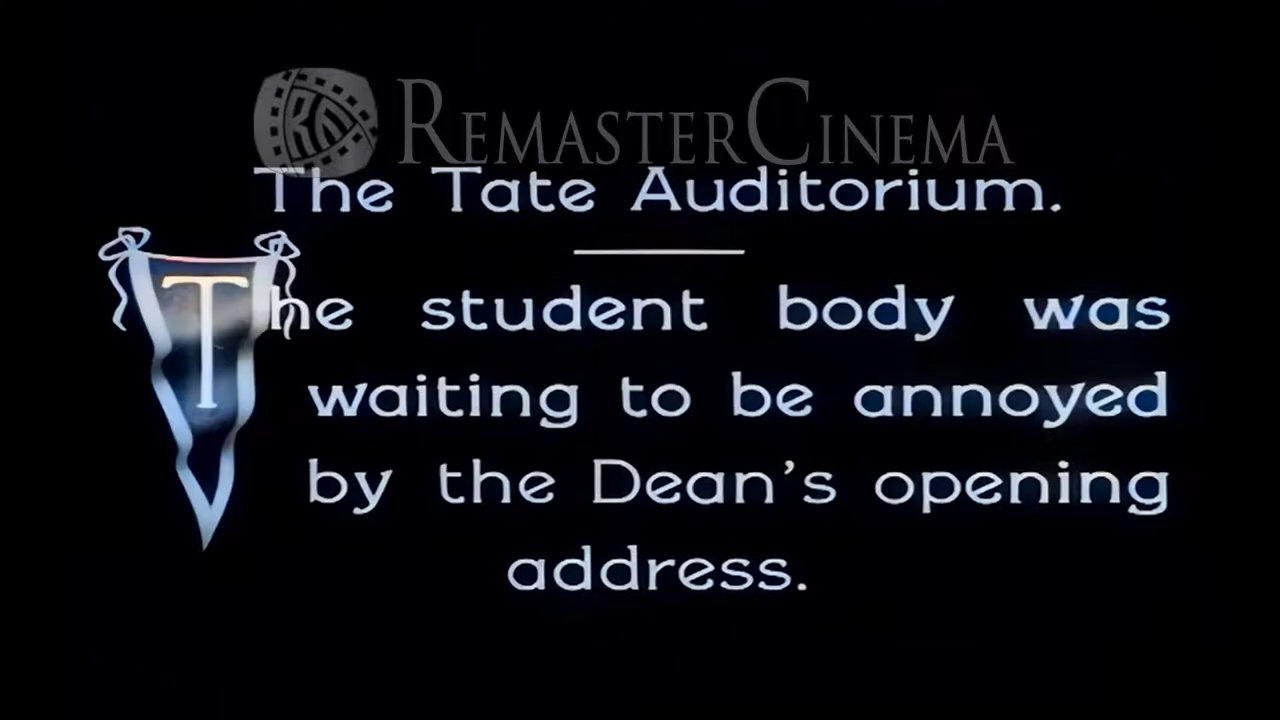 REMASTERCINEMA
The Tate Auditorium.
The student body was
waiting to be annoyed
by the Dean's opening
address.